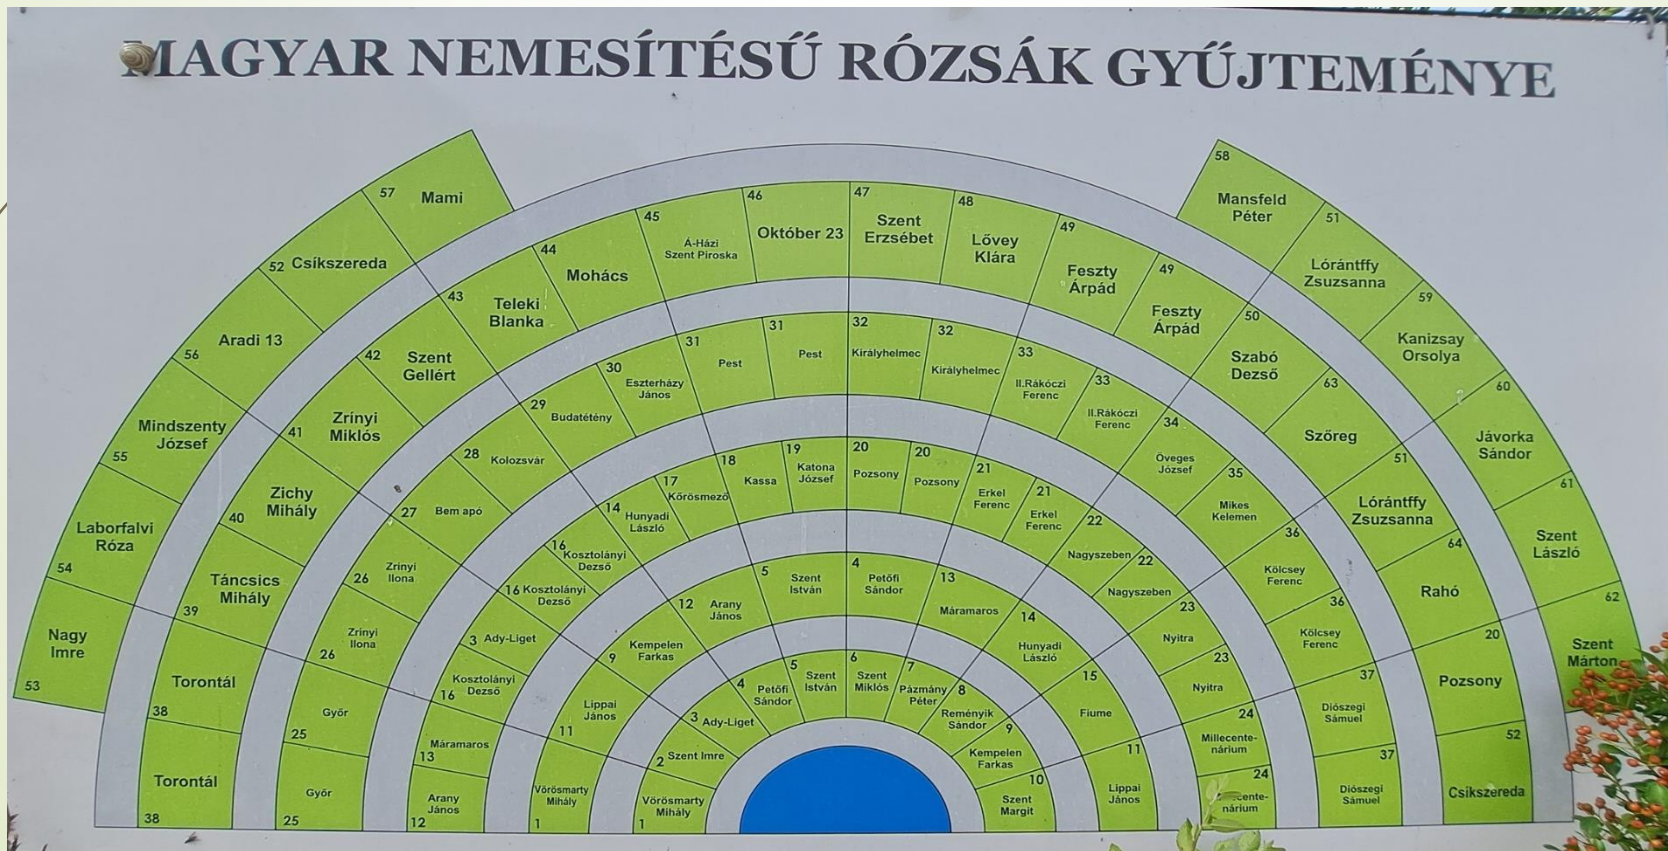 MAGYAR NEMESÍTÉSŰ RÓZSÁK GYŰJTEMÉNYE
53
Nagy
Imre
54
Laborfalvi
Róza
55
Mindszenty
József
56
Aradi 13
52 Csíkszereda
57
Mami
58
Mansfeld
Péter
51
Lórántffy
Zsuzsanna
59
Kanizsay
Orsolya
60
Jávorka
Sándor
61
Szent
László
62
Szent
Márton
38
Torontál
38
Torontál
39
Táncsics
Mihály
40
Zichy
Mihály
41
Zrínyi
Miklós
42
Szent
Gellért
43
Teleki
Blanka
44
Mohács
45
Á-Házi
Szent Piroska
46
Október 23
47
Szent
Erzsébet
48
Lővey
Klára
49
Feszty
Árpád
49
Feszty
Árpád
50
Szabó
Dezső
63
Szőreg
51
Lórántffy
Zsuzsanna
64
Rahó
20
Pozsony
52
Csíkszereda
25
Győr
25
Győr
26
Zrínyi
Ilona
26
Zrínyi
Ilona
27
Bem apó
28
Kolozsvár
29
Budatétény
30
Eszterházy
János
31
Pest
31
Pest
32
Királyhelmec
32
Királyhelmec
33
II.Rákóczi
Ferenc
33
II.Rákóczi
Ferenc
34
Öveges
József
35
Mikes
Kelemen
36
Kölcsey
Ferenc
36
Kölcsey
Ferenc
37
Diószegi
Sámuel
37
Diószegi
Sámuel
12
Arany
János
13
Máramaros
16
Kosztolányi
Dezső
3 Ady-Liget
16 Kosztolányi
Dezső
16
Kosztolányi
Dezső
14
Hunyadi
László
17
Kőrösmező
18
Kassa
19
Katona
József
20
Pozsony
20
Pozsony
21
Erkel
Ferenc
21
Erkel
Ferenc
22
Nagyszeben
22
Nagyszeben
23
Nyitra
23
Nyitra
24
Millecente-
nárium
24
cente-
nárium
1
Vörösmarty
Mihály
11
Lippai
János
9
Kempelen
Farkas
12
Arany
János
5
Szent
István
4
Petőfi
Sándor
13
Máramaros
14
Hunyadi
László
15
Fiume
11
Lippai
János
1
Vörösmarty
Mihály
2 Szent Imre
3 Ady-Liget
4
Petőfi
Sándor
5
Szent
István
6
Szent
Miklós
7
Pázmány
Péter
8
Reményik
Sándor
9
Kempelen
Farkas
10
Szent
Margit